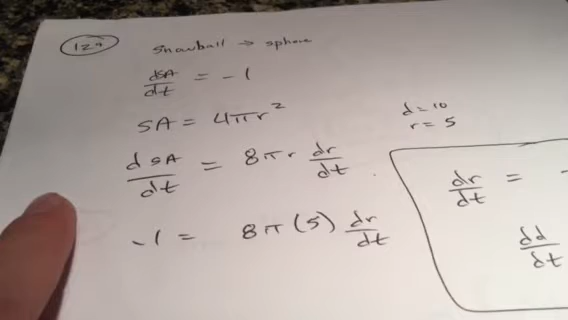 12.
snowball → sphere
dSA/dt = -1
SA = 4πr²
d = 10
r = 5
dSA/dt = 8πr dr/dt
-1 = 8π(5) dr/dt
dr/dt = -
dd/dt